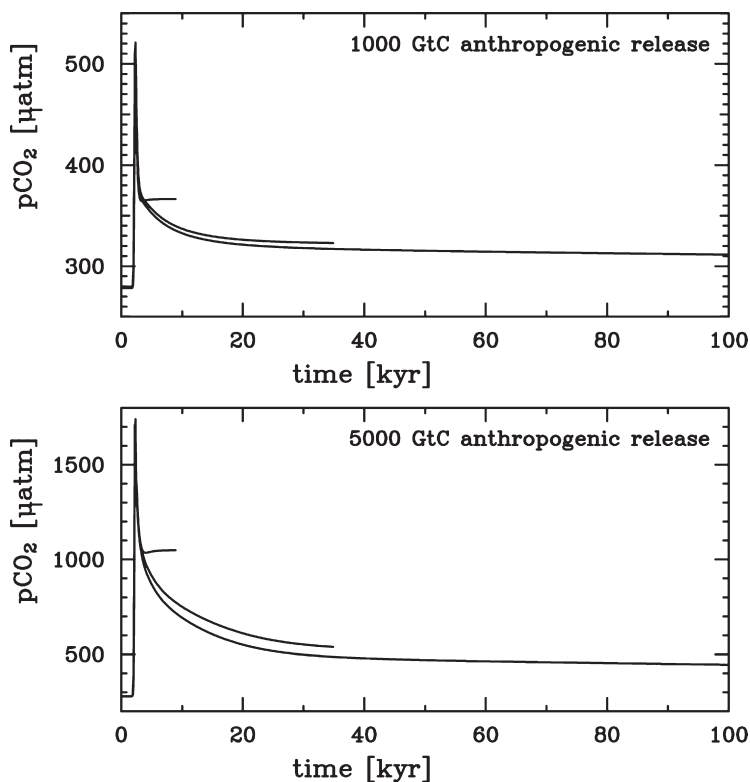 1000 GtC anthropogenic release
500
400
300
pCO₂ [μatm]
0 20 40 60 80 100
time [kyr]
5000 GtC anthropogenic release
1500
1000
500
pCO₂ [μatm]
0 20 40 60 80 100
time [kyr]